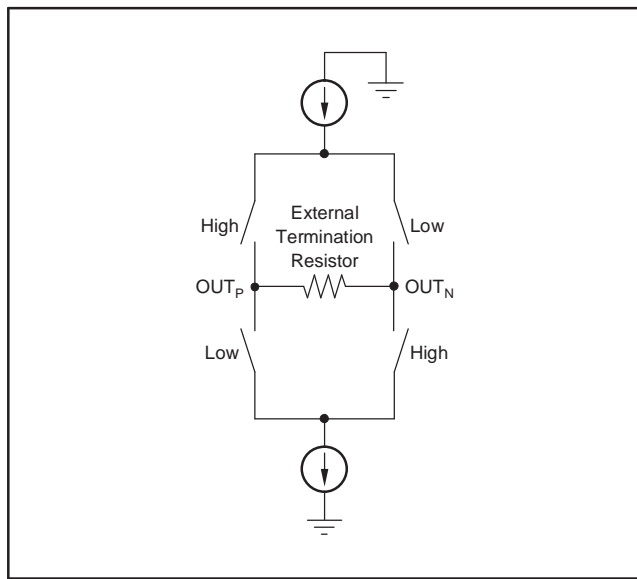 External
Termination
Resistor
High
Low
OUTP
OUTN
Low
High